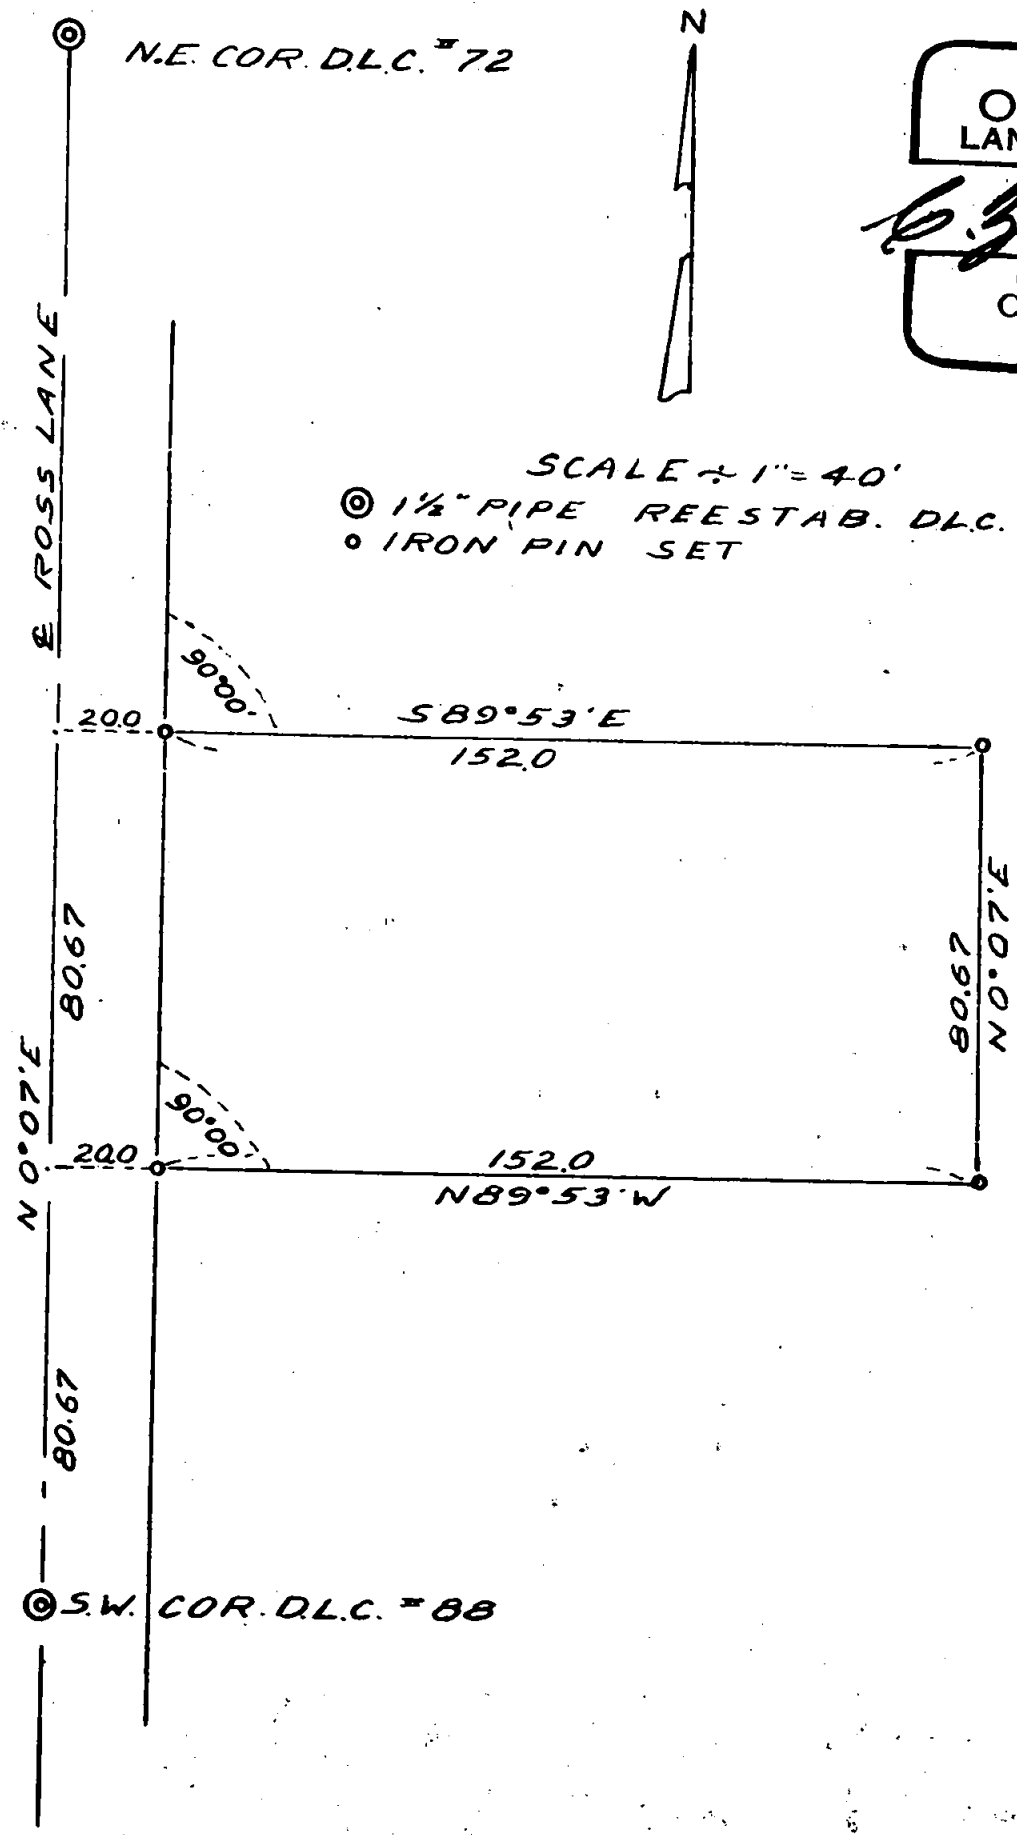 N.E. COR. D.L.C. #72
N
LAN
℄ ROSS LANE
SCALE ÷ 1"= 40'
1½" PIPE REESTAB. DLC.
IRON PIN SET
90°00'
20.0
S89°53'E
152.0
80.67
80.67
N0°07'E
N 0°07'E
90°00'
20.0
152.0
N89°53'W
80.67
S.W. COR. D.L.C. #88